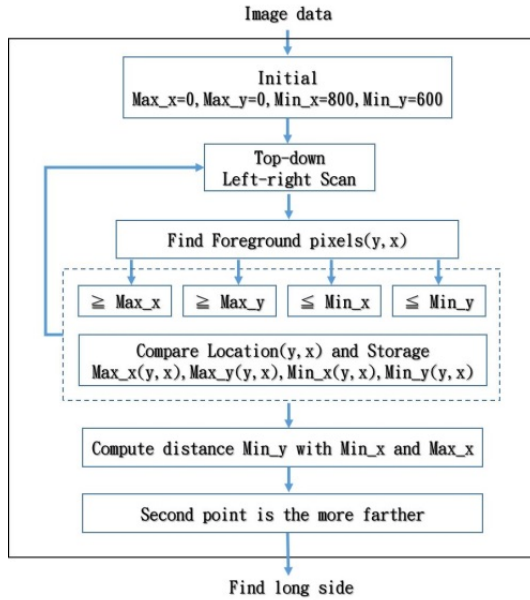 Image data
Initial
Max_x=0,Max_y=0,Min_x=800,Min_y=600
Top-down
Left-right Scan
Find Foreground pixels(y,x)
≧ Max_x
≧ Max_y
≦ Min_x
≦ Min_y
Compare Location(y,x) and Storage
Max_x(y,x),Max_y(y,x),Min_x(y,x),Min_y(y,x)
Compute distance Min_y with Min_x and Max_x
Second point is the more farther
Find long side